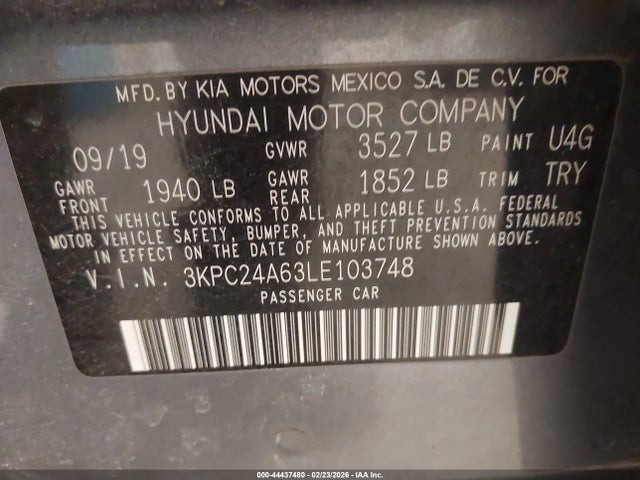 MFD. BY KIA MOTORS MEXICO S.A. DE C.V. FOR
HYUNDAI MOTOR COMPANY
09/19 GVWR 3527 LB PAINT U4G
GAWR FRONT 1940 LB GAWR REAR 1852 LB TRIM TRY
THIS VEHICLE CONFORMS TO ALL APPLICABLE U.S.A. FEDERAL
MOTOR VEHICLE SAFETY, BUMPER, AND THEFT PREVENTION STANDARDS
IN EFFECT ON THE DATE OF MANUFACTURE SHOWN ABOVE.
V.I.N. 3KPC24A63LE103748
PASSENGER CAR
000-44437480 - 02/23/2026 - IAA Inc.